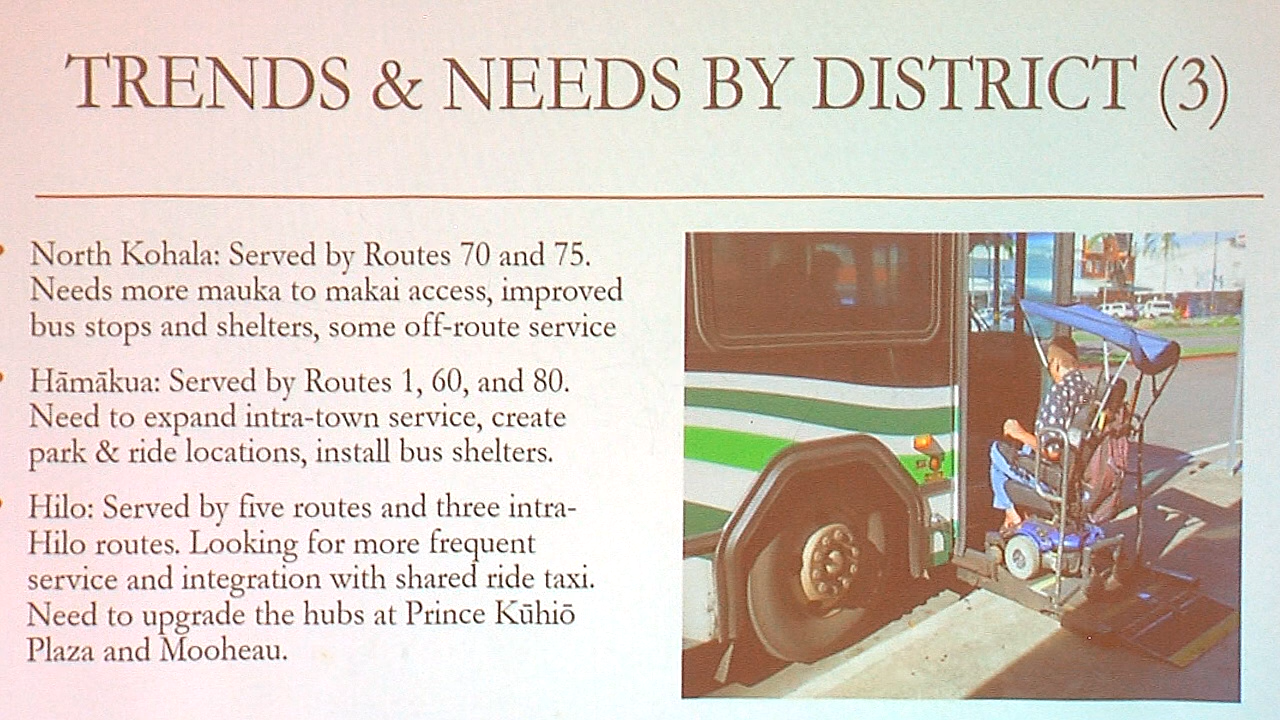 TRENDS & NEEDS BY DISTRICT (3)
• North Kohala: Served by Routes 70 and 75.
Needs more mauka to makai access, improved
bus stops and shelters, some off-route service
• Hāmākua: Served by Routes 1, 60, and 80.
Need to expand intra-town service, create
park & ride locations, install bus shelters.
• Hilo: Served by five routes and three intra-
Hilo routes. Looking for more frequent
service and integration with shared ride taxi.
Need to upgrade the hubs at Prince Kūhiō
Plaza and Mooheau.